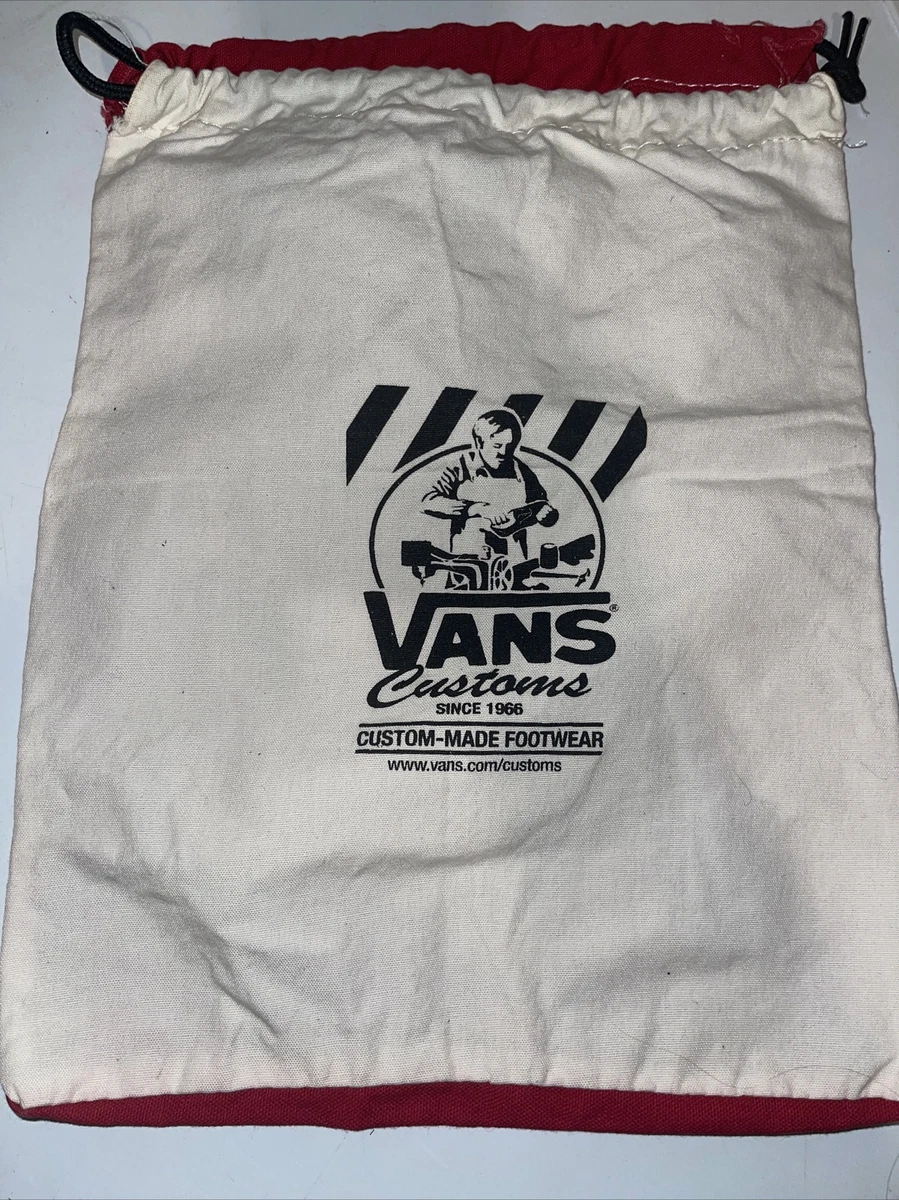 VANS®
Customs
SINCE 1966
CUSTOM-MADE FOOTWEAR
www.vans.com/customs